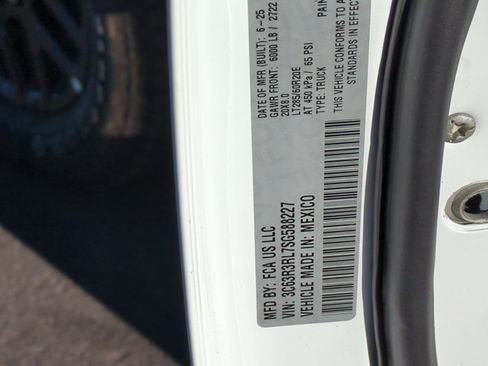 MFD BY: FCA US LLC
DATE OF MFR (BUILT): 6-25
GAWR FRONT: 6000 LB / 2722
20X8.0
LT285/60R20E
AT 450 kPa / 65 PSI
TYPE: TRUCK
PAIN
THIS VEHICLE CONFORMS TO A
STANDARDS IN EFFECT
VIN: 3C63R3RL7SG588227
VEHICLE MADE IN: MEXICO